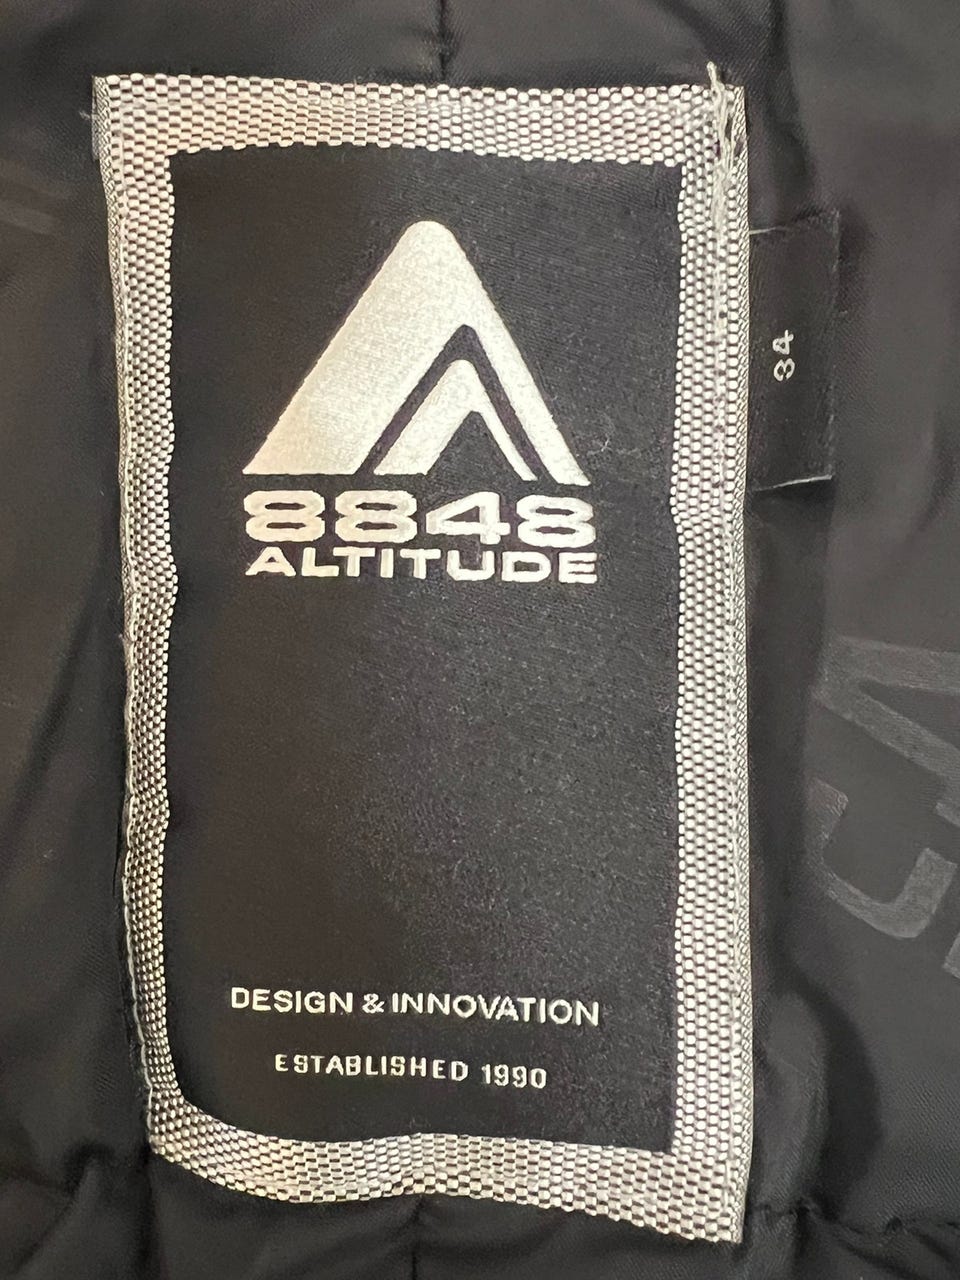 8848
ALTITUDE
34
DESIGN & INNOVATION
ESTABLISHED 1990